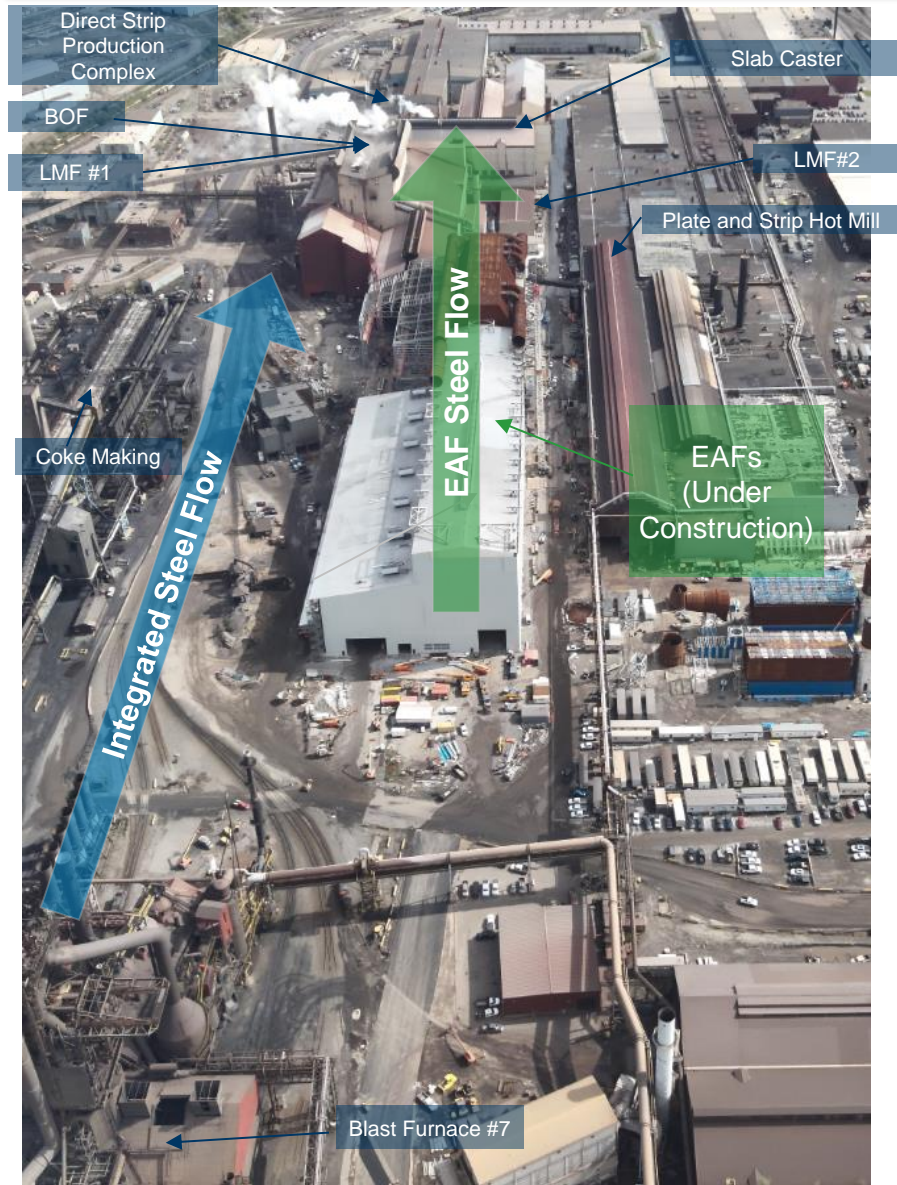 Direct Strip
Production
Complex
Slab Caster
BOF
LMF #1
LMF#2
Plate and Strip Hot Mill
EAF Steel Flow
Coke Making
EAFs
(Under
Construction)
Integrated Steel Flow
Blast Furnace #7